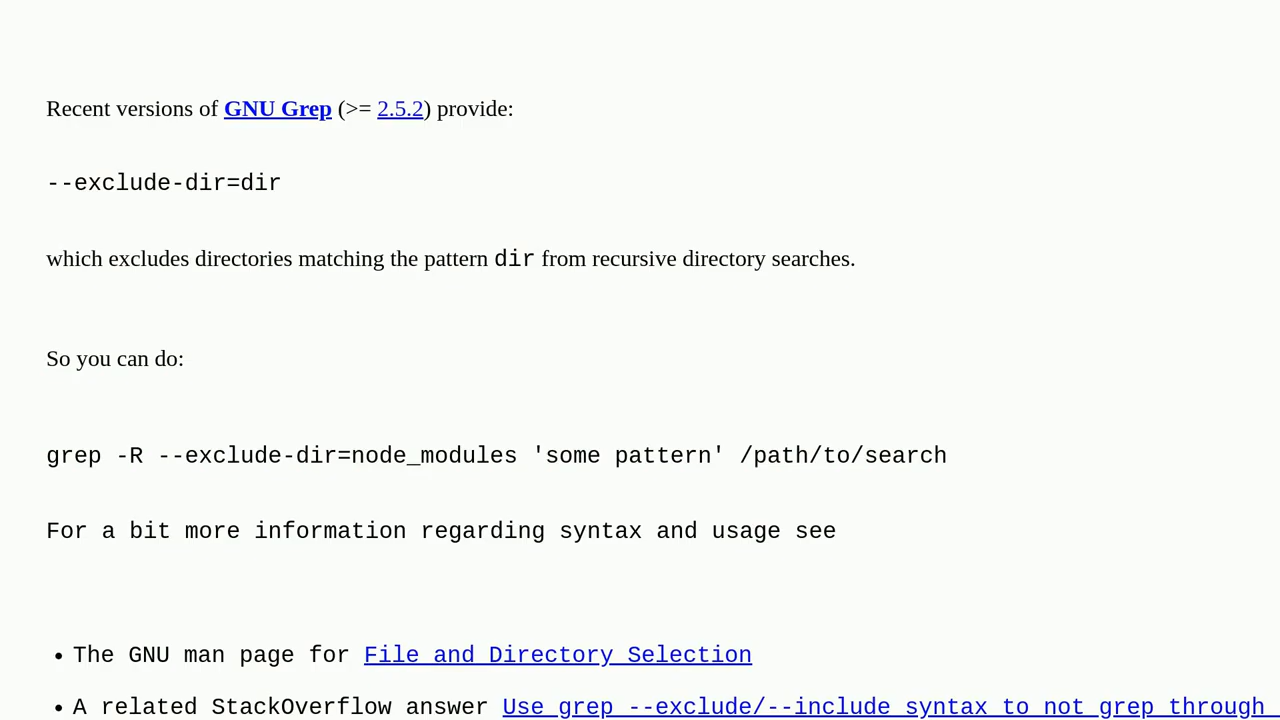 Recent versions of GNU Grep (>= 2.5.2) provide:
--exclude-dir=dir
which excludes directories matching the pattern dir from recursive directory searches.
So you can do:
grep -R --exclude-dir=node_modules 'some pattern' /path/to/search
For a bit more information regarding syntax and usage see
• The GNU man page for File and Directory Selection
• A related StackOverflow answer Use grep --exclude/--include syntax to not grep through